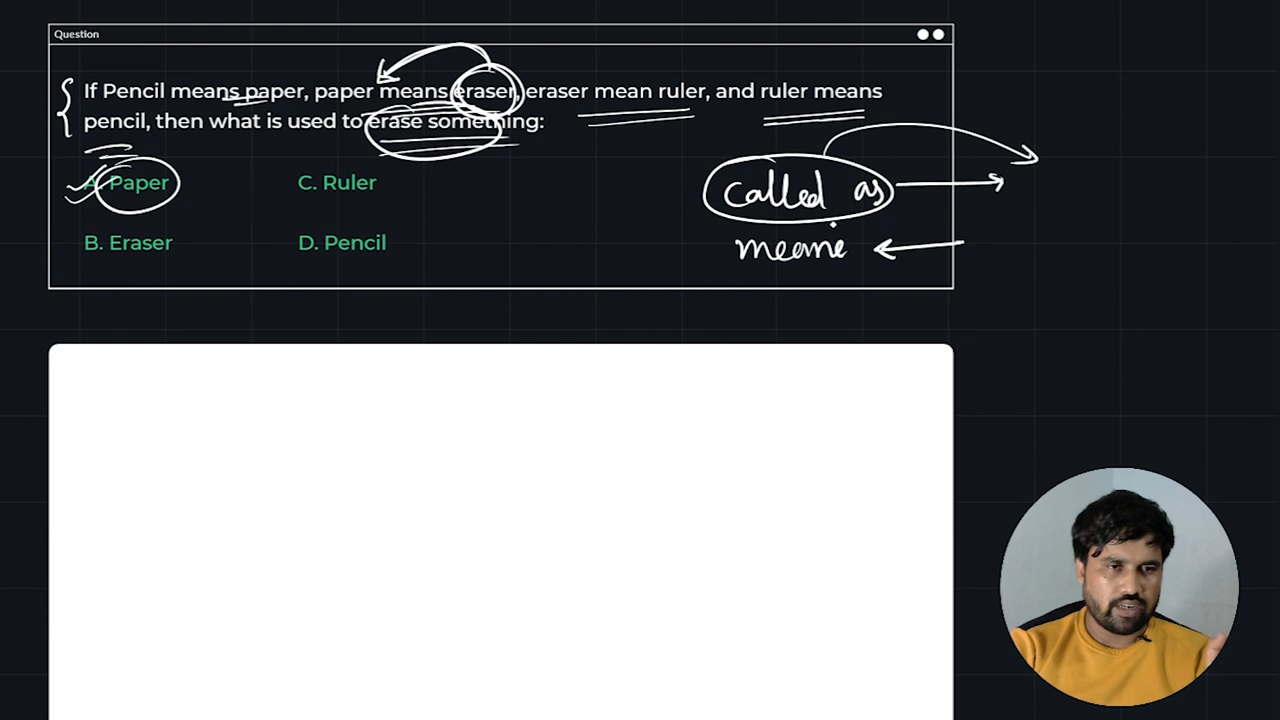 Question
If Pencil means paper, paper means eraser, eraser mean ruler, and ruler means
pencil, then what is used to erase something:
A. Paper
C. Ruler
B. Eraser
D. Pencil
called as